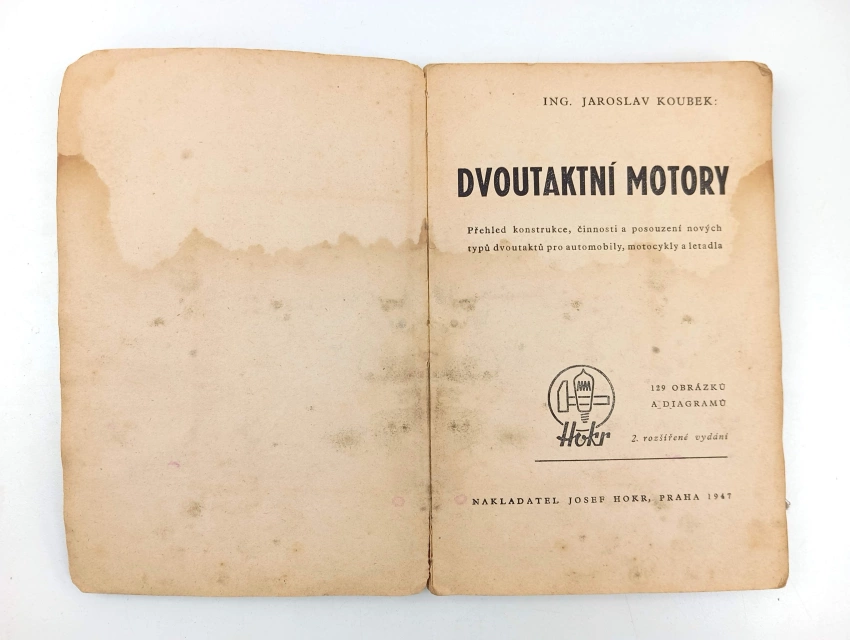 ING. JAROSLAV KOUBEK:
DVOUTAKTNÍ MOTORY
Přehled konstrukce, činnosti a posouzení nových
typů dvoutaktů pro automobily, motocykly a letadla
129 OBRÁZKŮ
A DIAGRAMŮ
Hokr
2. rozšířené vydání
NAKLADATEL JOSEF HOKR, PRAHA 1947